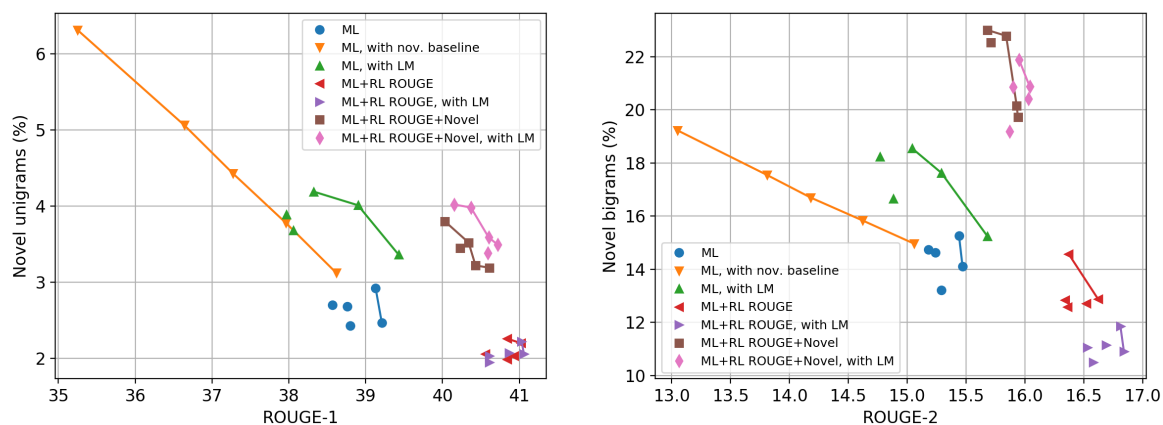 Novel unigrams (%)
6
5
4
3
2
35 36 37 38 39 40 41
ROUGE-1
ML
ML, with nov. baseline
ML, with LM
ML+RL ROUGE
ML+RL ROUGE, with LM
ML+RL ROUGE+Novel
ML+RL ROUGE+Novel, with LM
Novel bigrams (%)
22
20
18
16
14
12
10
13.0 13.5 14.0 14.5 15.0 15.5 16.0 16.5 17.0
ROUGE-2
ML
ML, with nov. baseline
ML, with LM
ML+RL ROUGE
ML+RL ROUGE, with LM
ML+RL ROUGE+Novel
ML+RL ROUGE+Novel, with LM